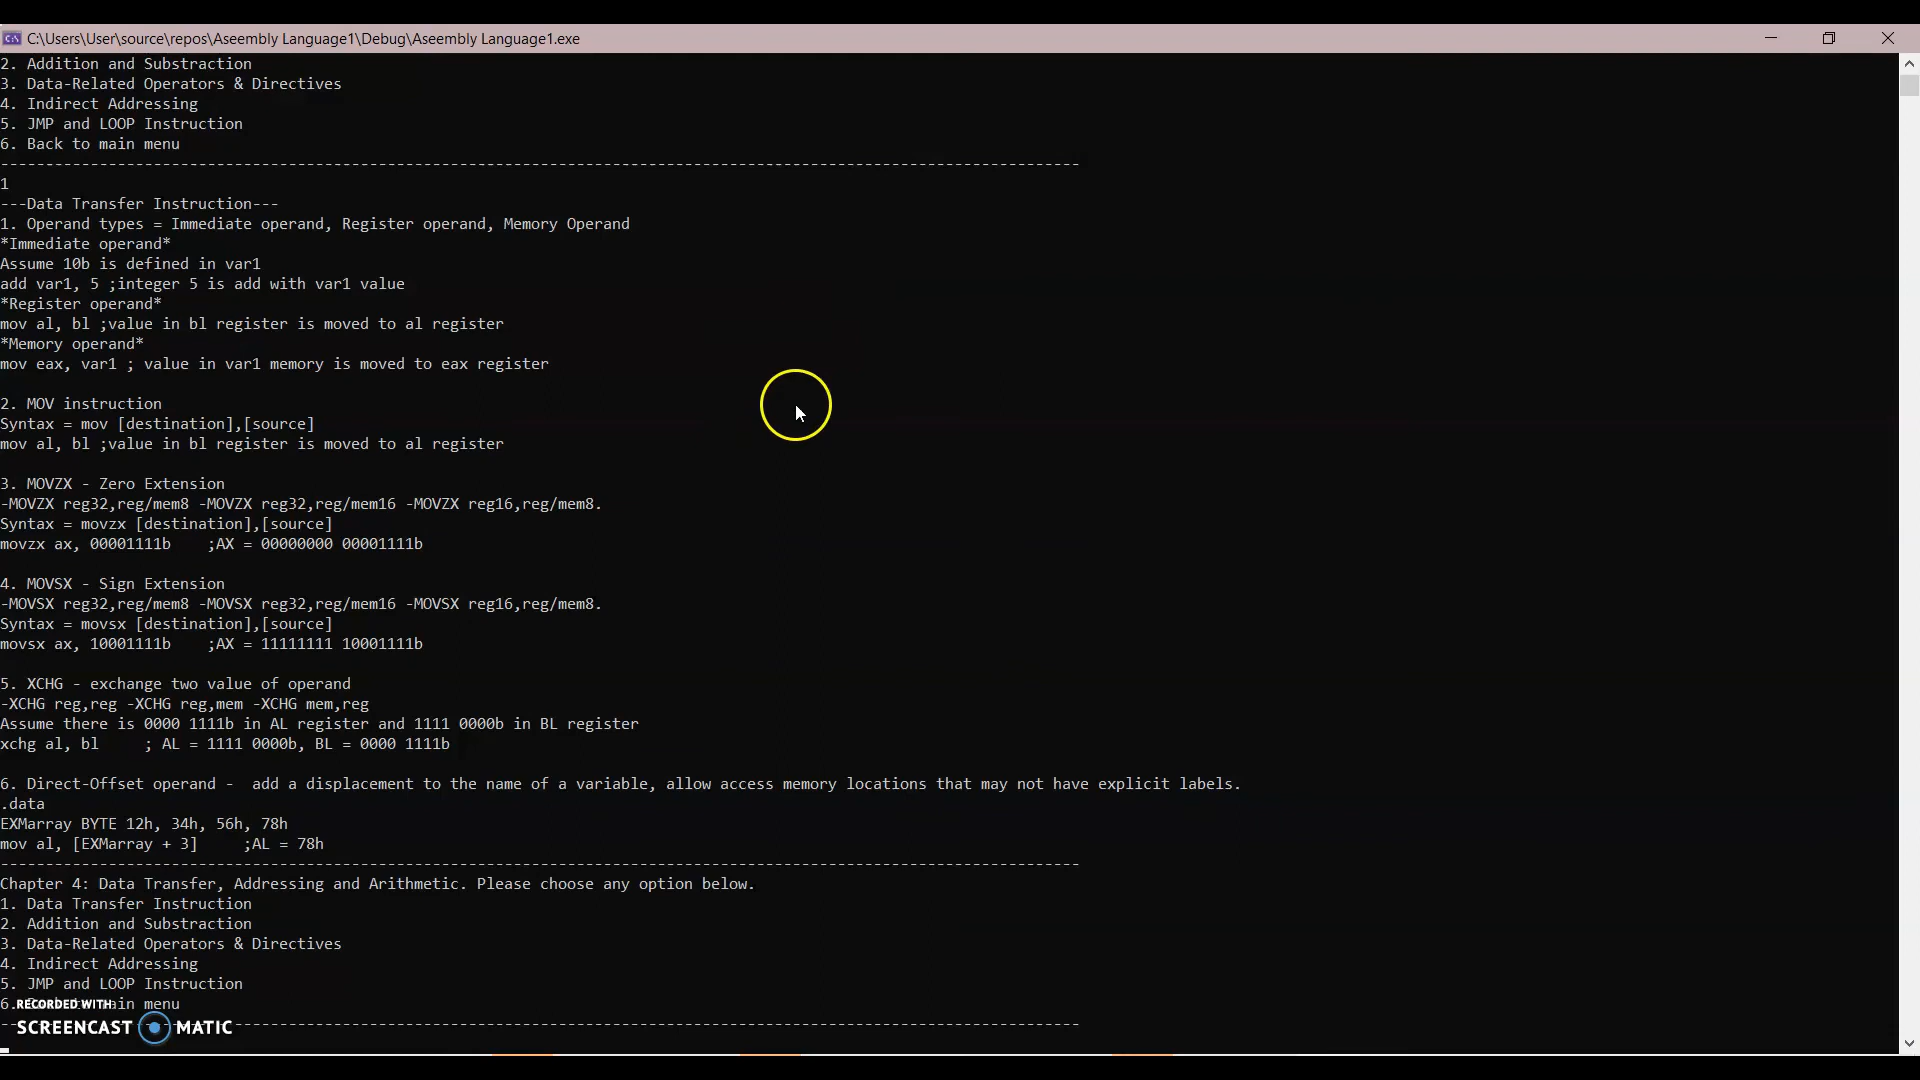 C:\Users\User\source\repos\Aseembly Language1\Debug\Aseembly Language1.exe
2. Addition and Substraction
3. Data-Related Operators & Directives
4. Indirect Addressing
5. JMP and LOOP Instruction
6. Back to main menu
------------------------------------------------------------------------------------------------------------------------
1
---Data Transfer Instruction---
1. Operand types = Immediate operand, Register operand, Memory Operand
*Immediate operand*
Assume 10b is defined in var1
add var1, 5 ;integer 5 is add with var1 value
*Register operand*
mov al, bl ;value in bl register is moved to al register
*Memory operand*
mov eax, var1 ; value in var1 memory is moved to eax register
2. MOV instruction
Syntax = mov [destination],[source]
mov al, bl ;value in bl register is moved to al register
3. MOVZX - Zero Extension
-MOVZX reg32,reg/mem8 -MOVZX reg32,reg/mem16 -MOVZX reg16,reg/mem8.
Syntax = movzx [destination],[source]
movzx ax, 00001111b    ;AX = 00000000 00001111b
4. MOVSX - Sign Extension
-MOVSX reg32,reg/mem8 -MOVSX reg32,reg/mem16 -MOVSX reg16,reg/mem8.
Syntax = movsx [destination],[source]
movsx ax, 10001111b    ;AX = 11111111 10001111b
5. XCHG - exchange two value of operand
-XCHG reg,reg -XCHG reg,mem -XCHG mem,reg
Assume there is 0000 1111b in AL register and 1111 0000b in BL register
xchg al, bl     ; AL = 1111 0000b, BL = 0000 1111b
6. Direct-Offset operand -  add a displacement to the name of a variable, allow access memory locations that may not have explicit labels.
.data
EXMarray BYTE 12h, 34h, 56h, 78h
mov al, [EXMarray + 3]     ;AL = 78h
------------------------------------------------------------------------------------------------------------------------
Chapter 4: Data Transfer, Addressing and Arithmetic. Please choose any option below.
1. Data Transfer Instruction
2. Addition and Substraction
3. Data-Related Operators & Directives
4. Indirect Addressing
5. JMP and LOOP Instruction
6. main menu
RECORDED WITH
SCREENCAST MATIC